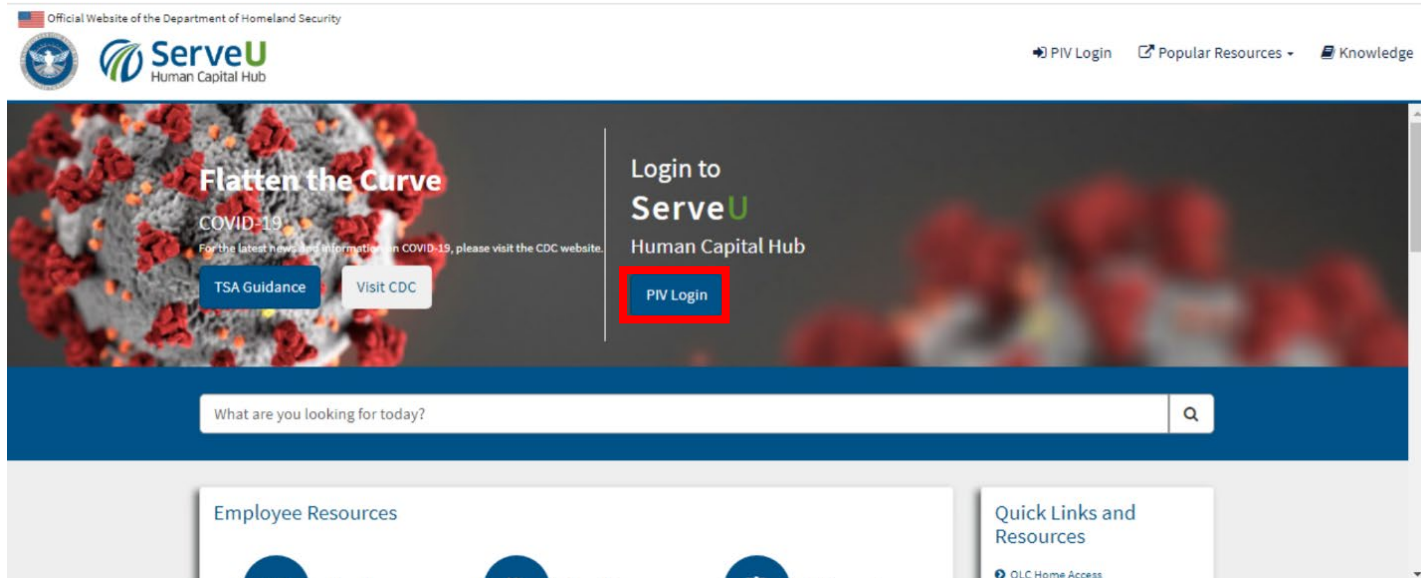 Official Website of the Department of Homeland Security
ServeU
Human Capital Hub
PIV Login
Popular Resources
Knowledge
Flatten the Curve
COVID-19
For the latest news and information on COVID-19, please visit the CDC website.
TSA Guidance
Visit CDC
Login to
ServeU
Human Capital Hub
PIV Login
What are you looking for today?
Employee Resources
Quick Links and
Resources
OLC Home Access